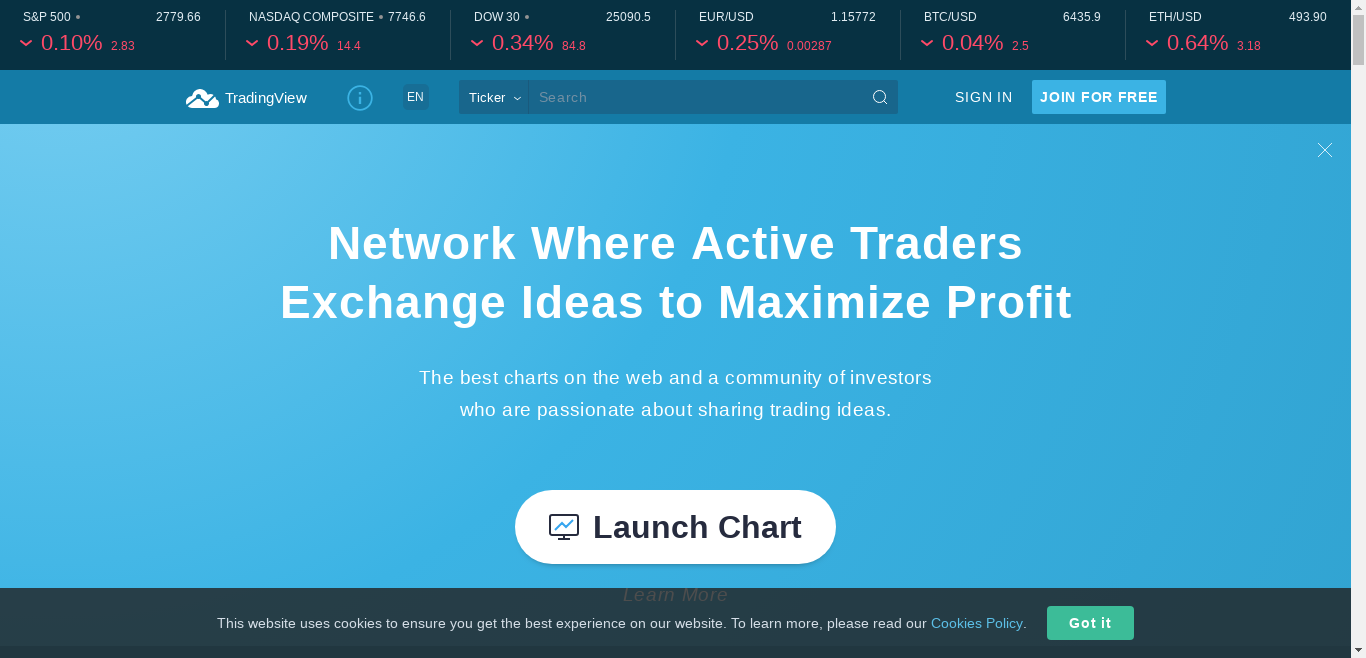 S&P 500 2779.66
0.10% 2.83
NASDAQ COMPOSITE 7746.6
0.19% 14.4
DOW 30 25090.5
0.34% 84.8
EUR/USD 1.15772
0.25% 0.00287
BTC/USD 6435.9
0.04% 2.5
ETH/USD 493.90
0.64% 3.18
TradingView EN Ticker Search SIGN IN JOIN FOR FREE
Network Where Active Traders
Exchange Ideas to Maximize Profit
The best charts on the web and a community of investors
who are passionate about sharing trading ideas.
Launch Chart
Learn More
This website uses cookies to ensure you get the best experience on our website. To learn more, please read our Cookies Policy. Got it